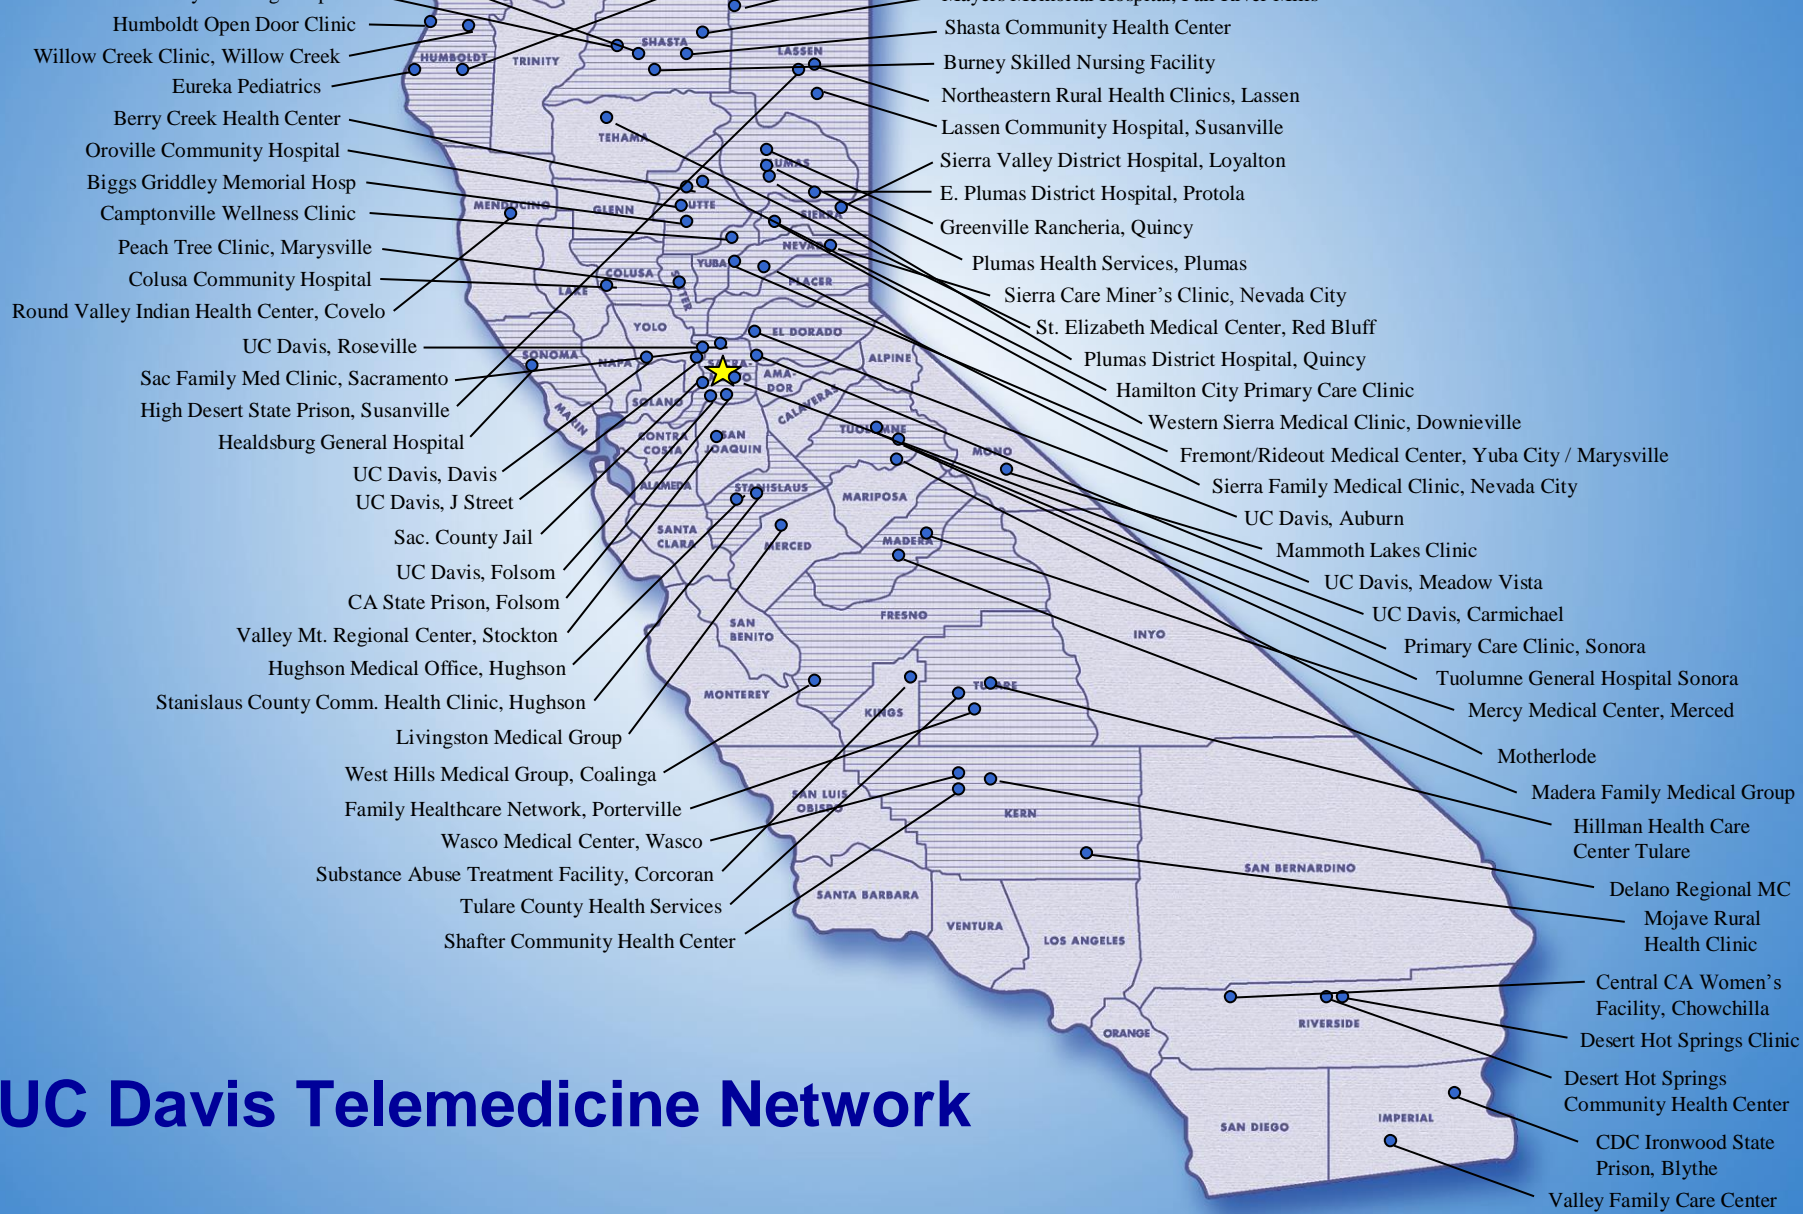 Humboldt Open Door Clinic
Willow Creek Clinic, Willow Creek
Eureka Pediatrics
Berry Creek Health Center
Oroville Community Hospital
Biggs Griddley Memorial Hosp
Camptonville Wellness Clinic
Peach Tree Clinic, Marysville
Colusa Community Hospital
Round Valley Indian Health Center, Covelo
UC Davis, Roseville
Sac Family Med Clinic, Sacramento
High Desert State Prison, Susanville
Healdsburg General Hospital
UC Davis, Davis
UC Davis, J Street
Sac. County Jail
UC Davis, Folsom
CA State Prison, Folsom
Valley Mt. Regional Center, Stockton
Hughson Medical Office, Hughson
Stanislaus County Comm. Health Clinic, Hughson
Livingston Medical Group
West Hills Medical Group, Coalinga
Family Healthcare Network, Porterville
Wasco Medical Center, Wasco
Substance Abuse Treatment Facility, Corcoran
Tulare County Health Services
Shafter Community Health Center
HUMBOLDT
TRINITY
SHASTA
LASSEN
TEHAMA
MENDOCINO
GLENN
SIERRA
COLUSA
LAKE
YUBA
PLACER
YOLO
EL DORADO
SONOMA
NAPA
ALPINE
AMA-
DOR
SOLANO
CALAVERAS
MARIN
CONTRA
COSTA
SAN
JOAQUIN
TUOLUMNE
MONO
ALAMEDA
STANISLAUS
MARIPOSA
SANTA
CLARA
MERCED
MADERA
FRESNO
SAN
BENITO
INYO
MONTEREY
KINGS
TULARE
SAN LUIS
OBISPO
KERN
SAN BERNARDINO
SANTA BARBARA
VENTURA
LOS ANGELES
ORANGE
RIVERSIDE
SAN DIEGO
IMPERIAL
Shasta Community Health Center
Burney Skilled Nursing Facility
Northeastern Rural Health Clinics, Lassen
Lassen Community Hospital, Susanville
Sierra Valley District Hospital, Loyalton
E. Plumas District Hospital, Protola
Greenville Rancheria, Quincy
Plumas Health Services, Plumas
Sierra Care Miner's Clinic, Nevada City
St. Elizabeth Medical Center, Red Bluff
Plumas District Hospital, Quincy
Hamilton City Primary Care Clinic
Western Sierra Medical Clinic, Downieville
Fremont/Rideout Medical Center, Yuba City / Marysville
Sierra Family Medical Clinic, Nevada City
UC Davis, Auburn
Mammoth Lakes Clinic
UC Davis, Meadow Vista
UC Davis, Carmichael
Primary Care Clinic, Sonora
Tuolumne General Hospital Sonora
Mercy Medical Center, Merced
Motherlode
Madera Family Medical Group
Hillman Health Care
Center Tulare
Delano Regional MC
Mojave Rural
Health Clinic
Central CA Women's
Facility, Chowchilla
Desert Hot Springs Clinic
Desert Hot Springs
Community Health Center
CDC Ironwood State
Prison, Blythe
Valley Family Care Center
UC Davis Telemedicine Network